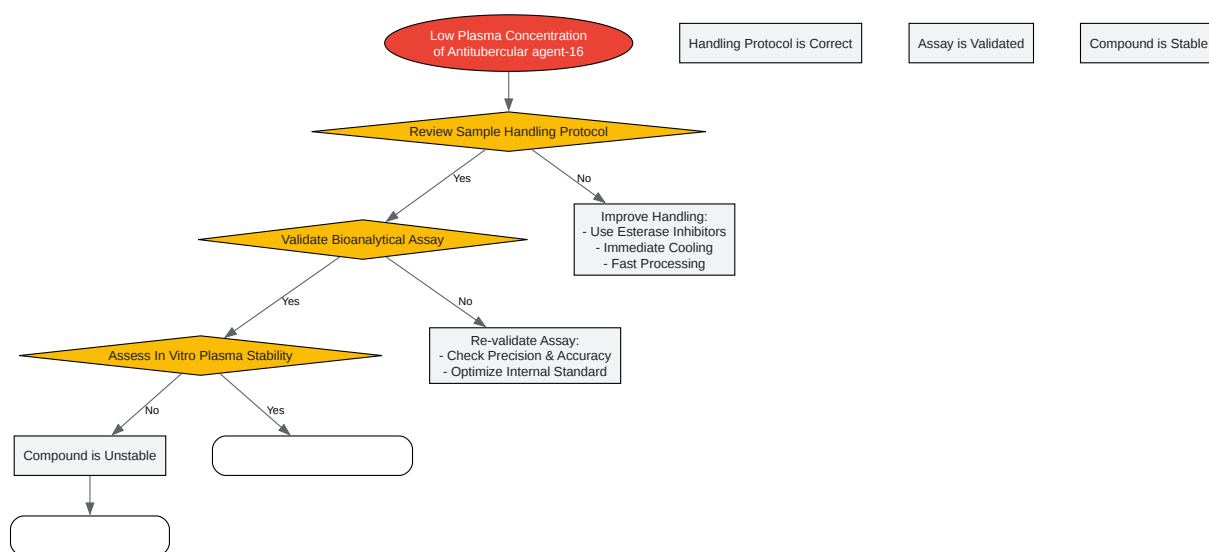 Low Plasma Concentration
of Antitubercular agent-16
Handling Protocol is Correct
Assay is Validated
Compound is Stable
Review Sample Handling Protocol
Yes
No
Improve Handling:
- Use Esterase Inhibitors
- Immediate Cooling
- Fast Processing
Validate Bioanalytical Assay
Yes
No
Re-validate Assay:
- Check Precision & Accuracy
- Optimize Internal Standard
Assess In Vitro Plasma Stability
No
Yes
Compound is Unstable